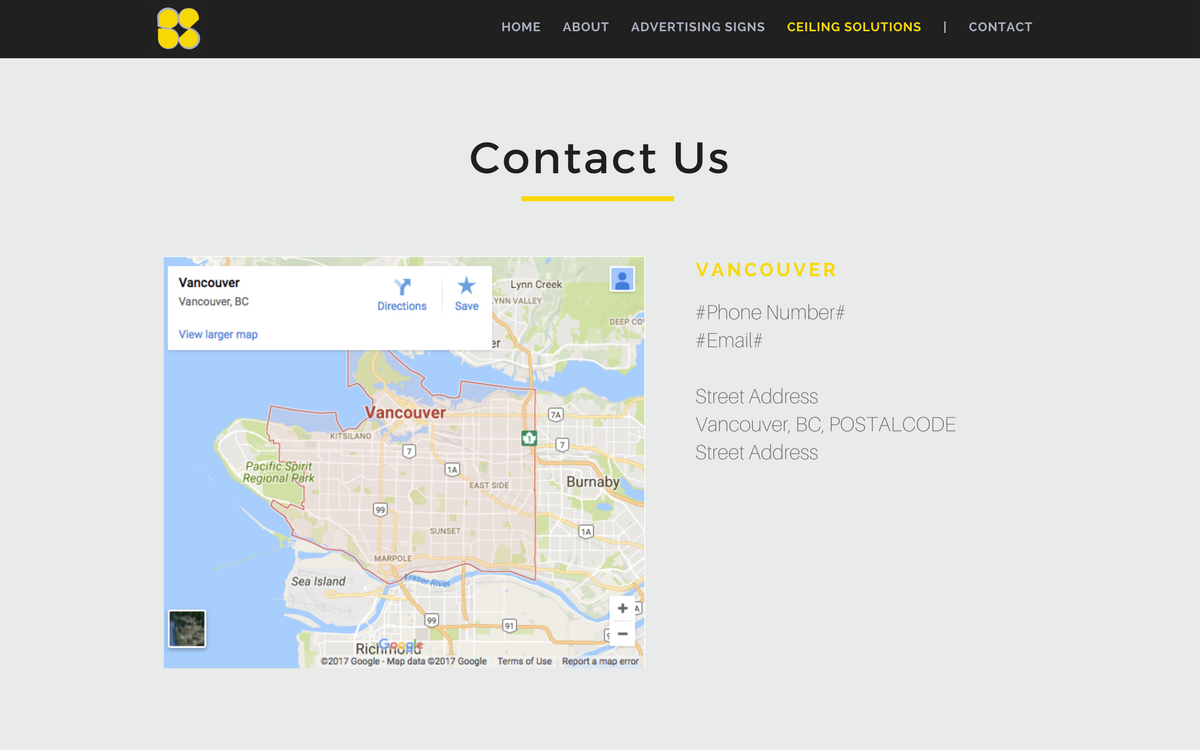 HOME ABOUT ADVERTISING SIGNS CEILING SOLUTIONS | CONTACT
Contact Us
Vancouver
Vancouver, BC
Directions
Save
View larger map
Lynn Creek
LYNN VALLEY
DEEP CO
er
Vancouver
7A
KITSILANO
1
7
7
1A
Pacific Spirit
Regional Park
EAST SIDE
Burnaby
99
SUNSET
1A
MARPOLE
Sea Island
Fraser River
+
A
99
91
−
Richmond
Google
©2017 Google - Map data ©2017 Google Terms of Use Report a map error
VANCOUVER
#Phone Number#
#Email#
Street Address
Vancouver, BC, POSTALCODE
Street Address